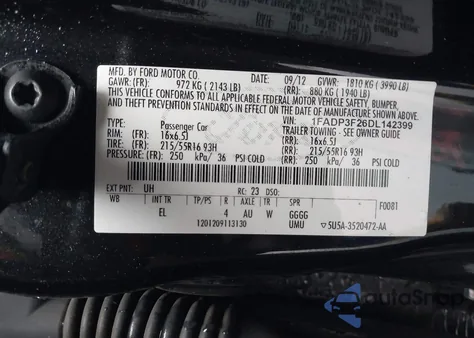 MFD. BY FORD MOTOR CO. DATE: 09/12 GVWR: 1810 KG (3990 LB)
GAWR: (FR): 972 KG (2143 LB) (RR): 880 KG (1940 LB)
THIS VEHICLE CONFORMS TO ALL APPLICABLE FEDERAL MOTOR VEHICLE SAFETY, BUMPER,
AND THEFT PREVENTION STANDARDS IN EFFECT ON THE DATE OF MANUFACTURE SHOWN ABOVE.
VIN: 1FADP3F26DL142399
TYPE: Passenger Car TRAILER TOWING - SEE OWNER GUIDE
RIM: (FR): 16x6.5J (RR): 16x6.5J
TIRE: (FR): 215/55R16 93H (RR): 215/55R16 93H
PRESSURE: (FR): 250 kPa/ 36 PSI COLD (RR): 250 kPa/ 36 PSI COLD
EXT PNT: UH RC: 23 DSO: F0081
WB INT TR TP/PS R AXLE TR SPR
EL 4 AU W GGGG
1201209113130 UMU 5U5A-3520472-AA
autoSnap